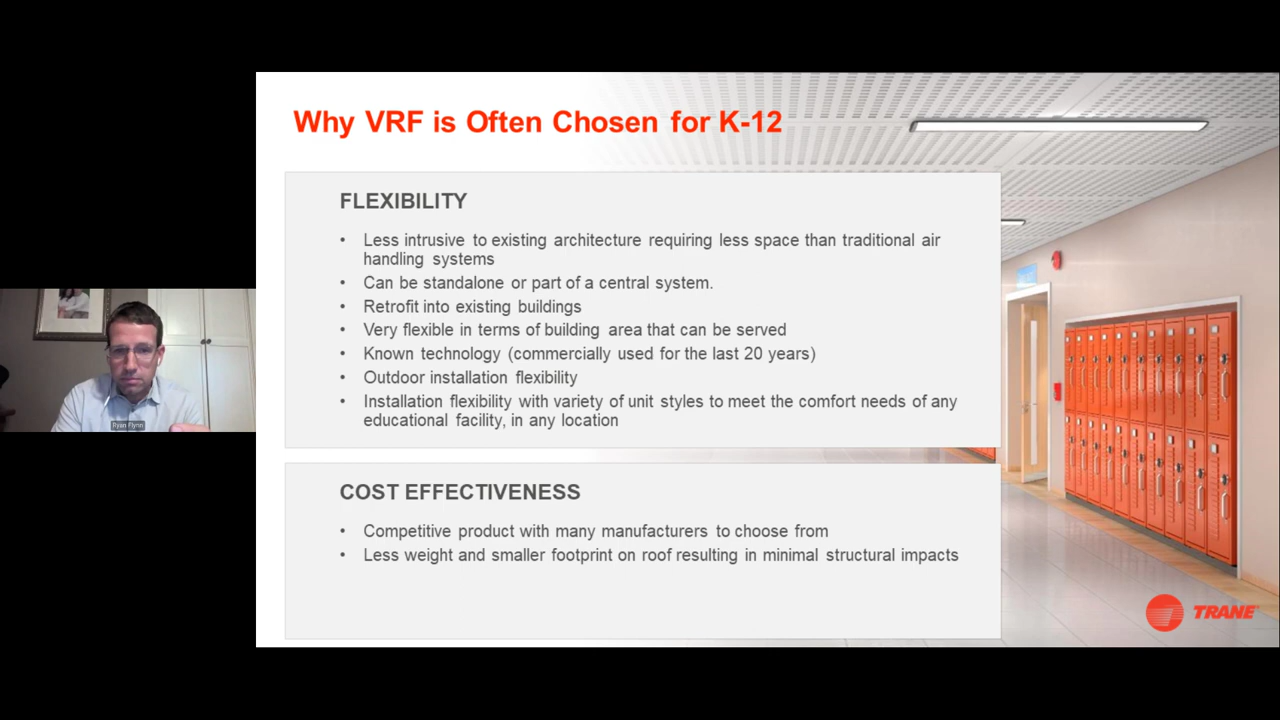 Why VRF is Often Chosen for K-12
FLEXIBILITY
• Less intrusive to existing architecture requiring less space than traditional air
handling systems
• Can be standalone or part of a central system.
• Retrofit into existing buildings
• Very flexible in terms of building area that can be served
• Known technology (commercially used for the last 20 years)
• Outdoor installation flexibility
• Installation flexibility with variety of unit styles to meet the comfort needs of any
educational facility, in any location
Ryan Flynn
COST EFFECTIVENESS
• Competitive product with many manufacturers to choose from
• Less weight and smaller footprint on roof resulting in minimal structural impacts
TRANE